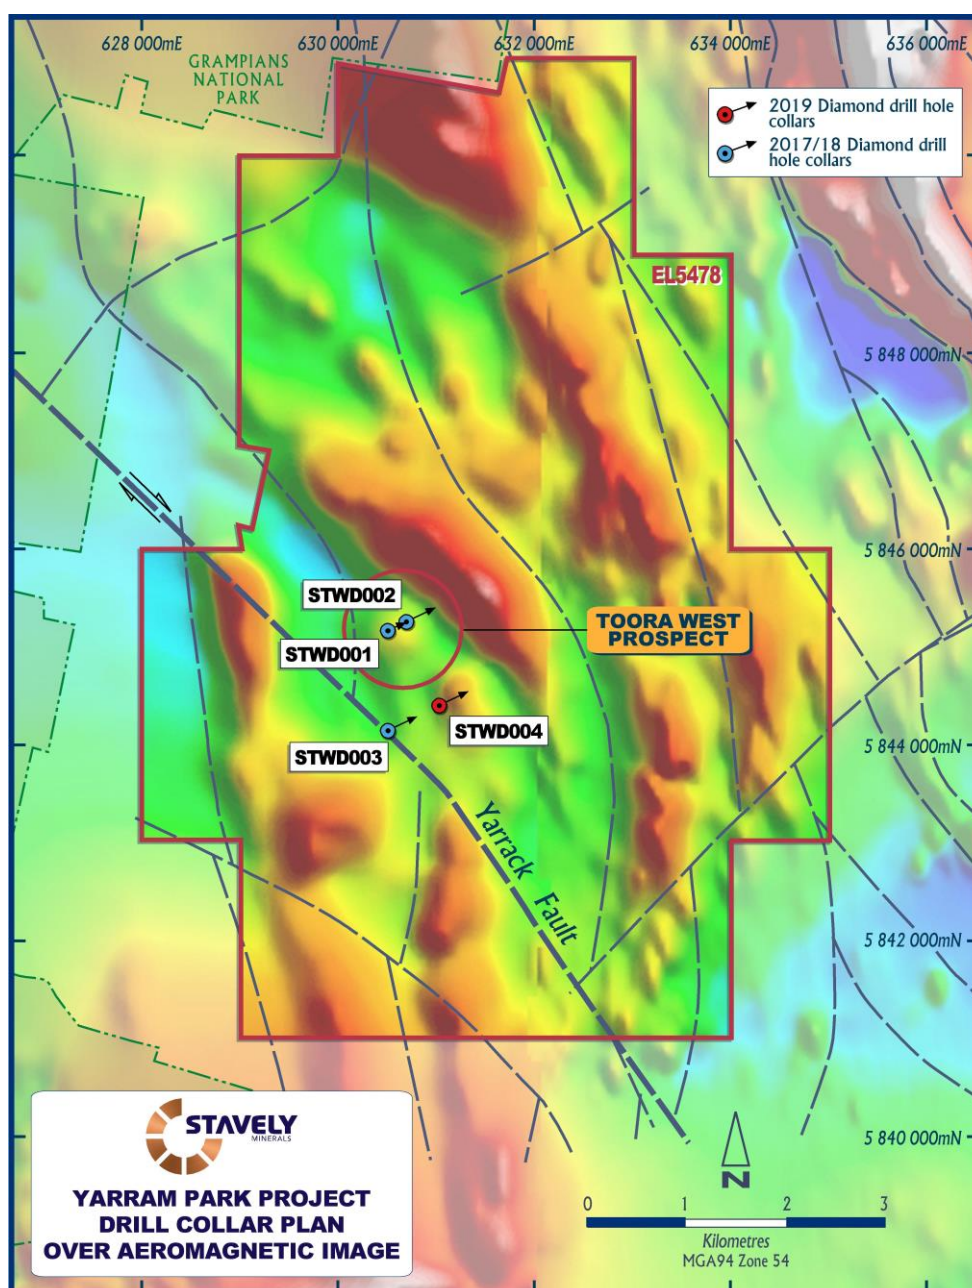 628 000mE
630 000mE
632 000mE
634 000mE
636 000mE
GRAMPIANS
NATIONAL
PARK
2019 Diamond drill hole
collars
2017/18 Diamond drill
hole collars
EL5478
5 848 000mN
5 846 000mN
STWD002
STWD001
TOORA WEST
PROSPECT
STWD004
STWD003
5 844 000mN
Yarrack Fault
5 842 000mN
5 840 000mN
STAVELY
MINERALS
YARRAM PARK PROJECT
DRILL COLLAR PLAN
OVER AEROMAGNETIC IMAGE
N
0 1 2 3
Kilometres
MGA94 Zone 54